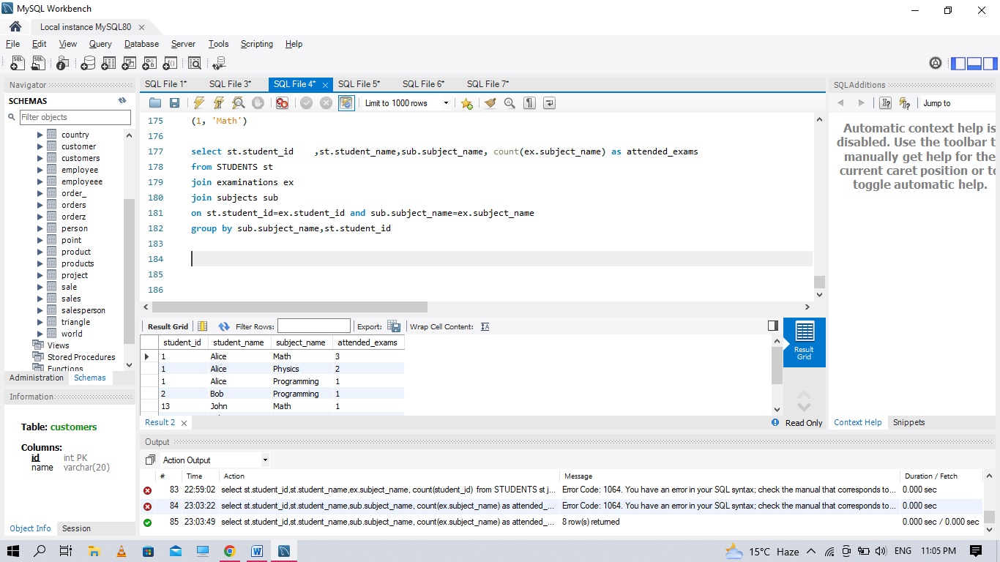 MySQL Workbench
Local instance MySQL80
File Edit View Query Database Server Tools Scripting Help
Navigator
SCHEMAS
Filter objects
country
customer
customers
employee
employeee
order_
orders
orderz
person
point
product
products
project
sale
sales
salesperson
triangle
world
Views
Stored Procedures
Functions
Administration Schemas
Information
Table: customers
Columns:
id int PK
name varchar(20)
Object Info Session
SQL File 1* SQL File 3* SQL File 4* SQL File 5* SQL File 6* SQL File 7*
Limit to 1000 rows
175 (1, 'Math')
176
177 select st.student_id ,st.student_name,sub.subject_name, count(ex.subject_name) as attended_exams
178 from STUDENTS st
179 join examinations ex
180 join subjects sub
181 on st.student_id=ex.student_id and sub.subject_name=ex.subject_name
182 group by sub.subject_name,st.student_id
183
184
185
186
Result Grid Filter Rows: Export: Wrap Cell Content:
student_id student_name subject_name attended_exams
1 Alice Math 3
1 Alice Physics 2
1 Alice Programming 1
2 Bob Programming 1
13 John Math 1
Result Grid
Result 2
Read Only
SQLAdditions
Jump to
Automatic context help is
disabled. Use the toolbar t
manually get help for the
current caret position or to
toggle automatic help.
Context Help Snippets
Output
Action Output
# Time Action Message Duration / Fetch
83 22:59:02 select st.student_id,st.student_name,ex.subject_name, count(student_id) from STUDENTS st j... Error Code: 1064. You have an error in your SQL syntax; check the manual that corresponds to... 0.000 sec
84 23:03:22 select st.student_id,st.student_name,sub.subject_name, count(ex.subject_name) as attended_... Error Code: 1064. You have an error in your SQL syntax; check the manual that corresponds to... 0.000 sec
85 23:03:49 select st.student_id,st.student_name,sub.subject_name, count(ex.subject_name) as attended_... 8 row(s) returned 0.000 sec / 0.000 sec
15°C Haze ENG 11:05 PM